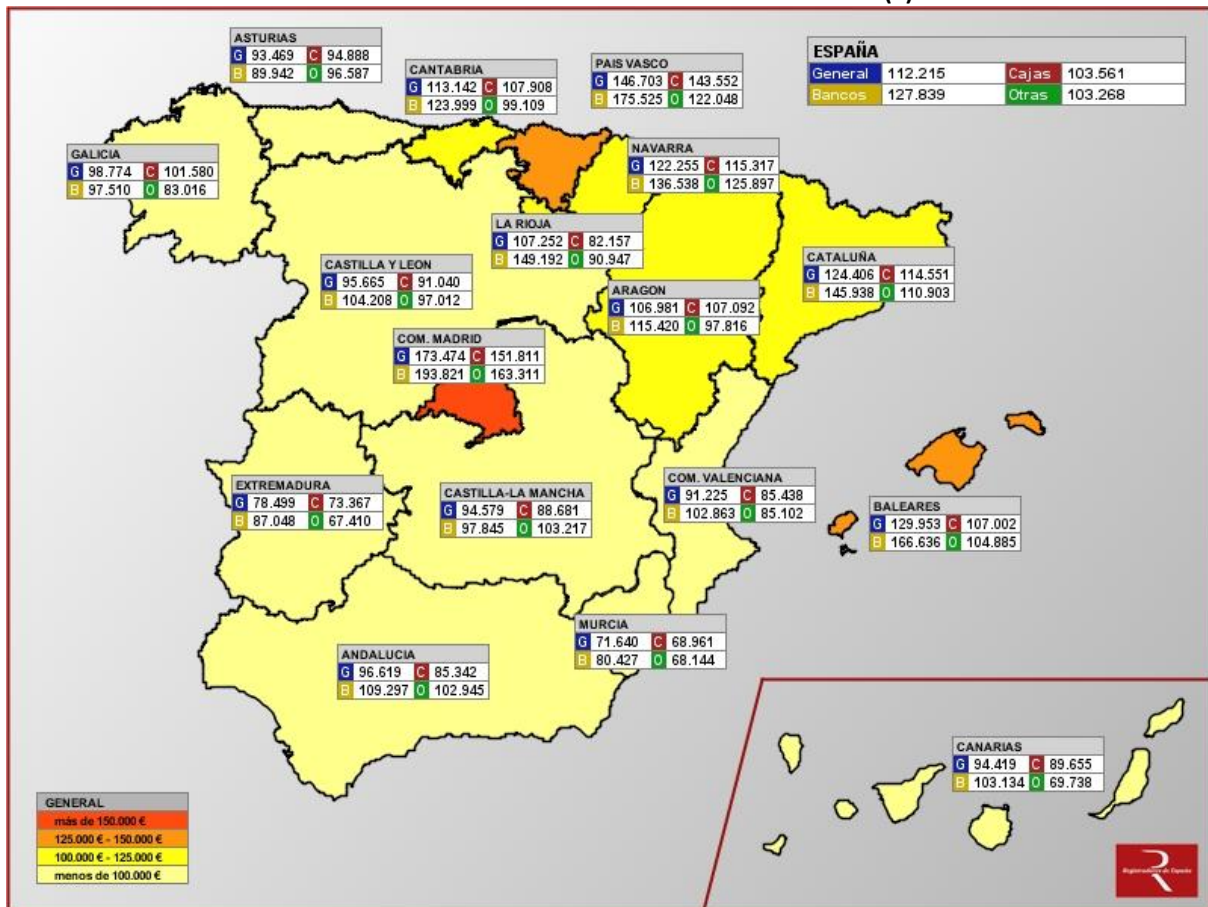 ASTURIAS
G 93.469 C 94.888
B 89.942 O 96.587
CANTABRIA
G 113.142 C 107.908
B 123.999 O 99.109
PAIS VASCO
G 146.703 C 143.552
B 175.525 O 122.048
ESPAÑA
General 112.215 Cajas 103.561
Bancos 127.839 Otras 103.268
GALICIA
G 98.774 C 101.580
B 97.510 O 83.016
NAVARRA
G 122.255 C 115.317
B 136.538 O 125.897
LA RIOJA
G 107.252 C 82.157
B 149.192 O 90.947
CASTILLA Y LEON
G 95.665 C 91.040
B 104.208 O 97.012
ARAGON
G 106.981 C 107.092
B 115.420 O 97.816
CATALUÑA
G 124.406 C 114.551
B 145.938 O 110.903
COM. MADRID
G 173.474 C 151.811
B 193.821 O 163.311
EXTREMADURA
G 78.499 C 73.367
B 87.048 O 67.410
CASTILLA-LA MANCHA
G 94.579 C 88.681
B 97.845 O 103.217
COM. VALENCIANA
G 91.225 C 85.438
B 102.863 O 85.102
BALEARES
G 129.953 C 107.002
B 166.636 O 104.885
MURCIA
G 71.640 C 68.961
B 80.427 O 68.144
ANDALUCIA
G 96.619 C 85.342
B 109.297 O 102.945
CANARIAS
G 94.419 C 89.655
B 103.134 O 69.738
GENERAL
más de 150.000 €
125.000 € - 150.000 €
100.000 € - 125.000 €
menos de 100.000 €
R
Registradores de España